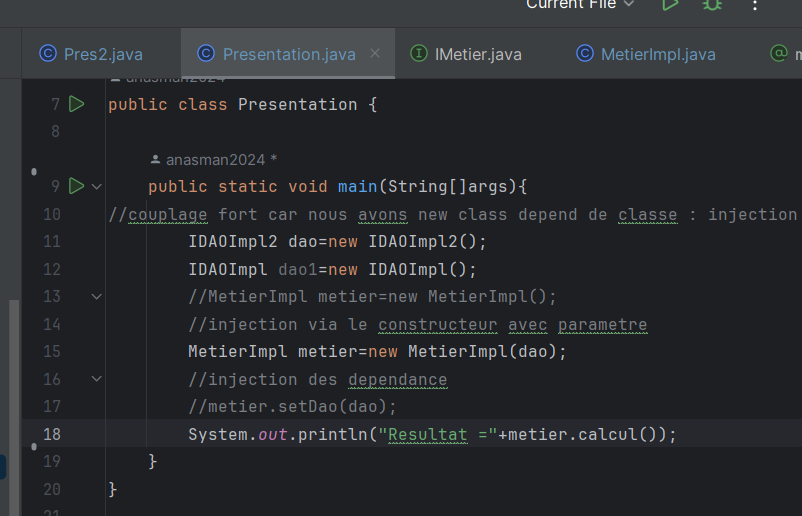 Current File
Pres2.java Presentation.java IMetier.java MetierImpl.java
anasman2024
7 public class Presentation {
8
anasman2024 *
9 public static void main(String[]args){
10 //couplage fort car nous avons new class depend de classe : injection
11 IDAOImpl2 dao=new IDAOImpl2();
12 IDAOImpl dao1=new IDAOImpl();
13 //MetierImpl metier=new MetierImpl();
14 //injection via le constructeur avec parametre
15 MetierImpl metier=new MetierImpl(dao);
16 //injection des dependance
17 //metier.setDao(dao);
18 System.out.println("Resultat ="+metier.calcul());
19 }
20 }
21